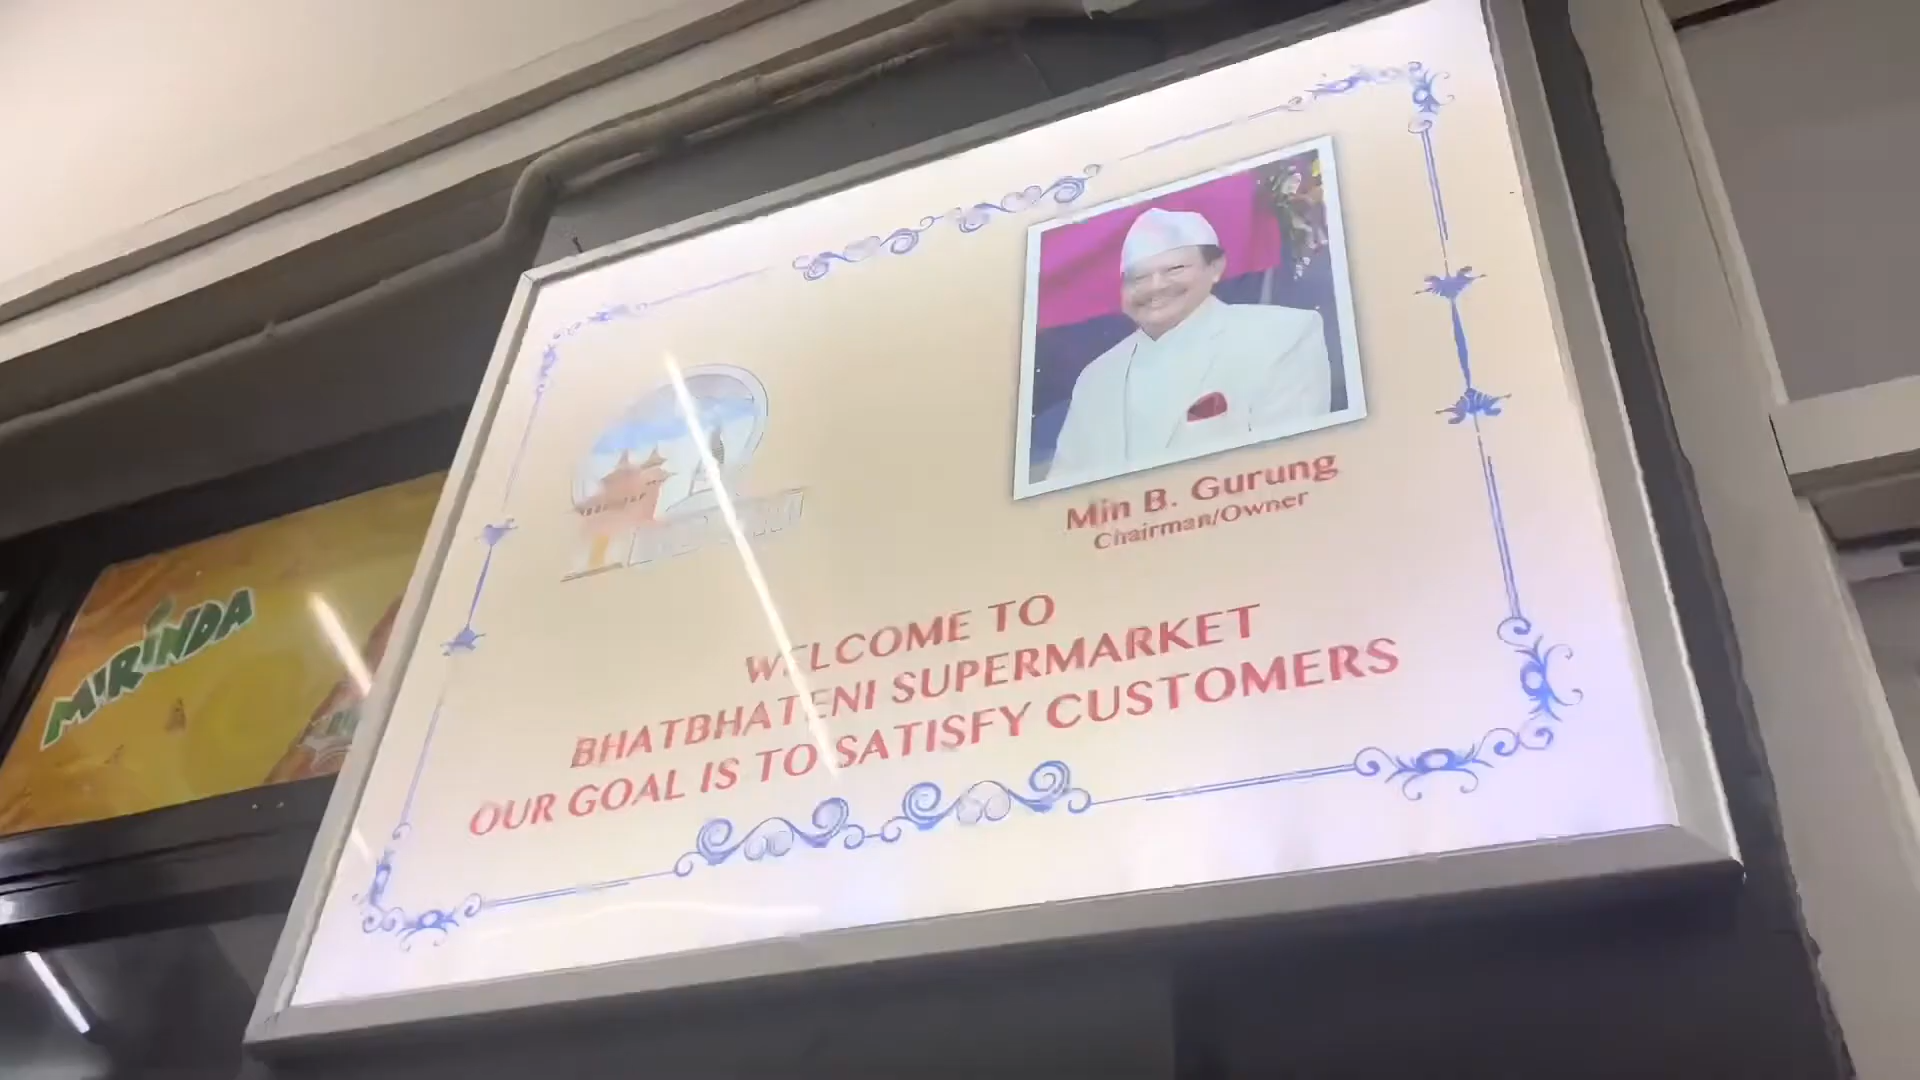 Min B. Gurung
Chairman/Owner
WELCOME TO
BHATBHATENI SUPERMARKET
OUR GOAL IS TO SATISFY CUSTOMERS
MIRINDA